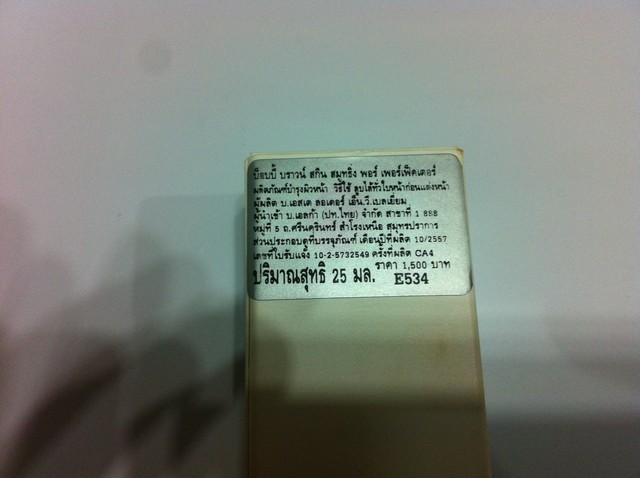 บ็อบบี้ บราวน์ สกิน สมูทธิ่ง พอร์ เพอร์เฟ็คเตอร์
ผลิตภัณฑ์บำรุงผิวหน้า วิธีใช้ ลูบไล้ทั่วใบหน้าก่อนแต่งหน้า
ผู้ผลิต บ.เอสเต ลอเดอร์ เอ็น.วี.เบลเยี่ยม
ผู้นำเข้า บ.เอลก้า (ปท.ไทย) จำกัด สาขาที่ 1 888
หมู่ที่ 5 ถ.ศรีนครินทร์ สำโรงเหนือ สมุทรปราการ
ส่วนประกอบดูที่บรรจุภัณฑ์ เดือนปีที่ผลิต 10/2557
เลขที่ใบรับแจ้ง 10-2-5732549 ครั้งที่ผลิต CA4
ปริมาณสุทธิ 25 มล. ราคา 1,500 บาท
E534